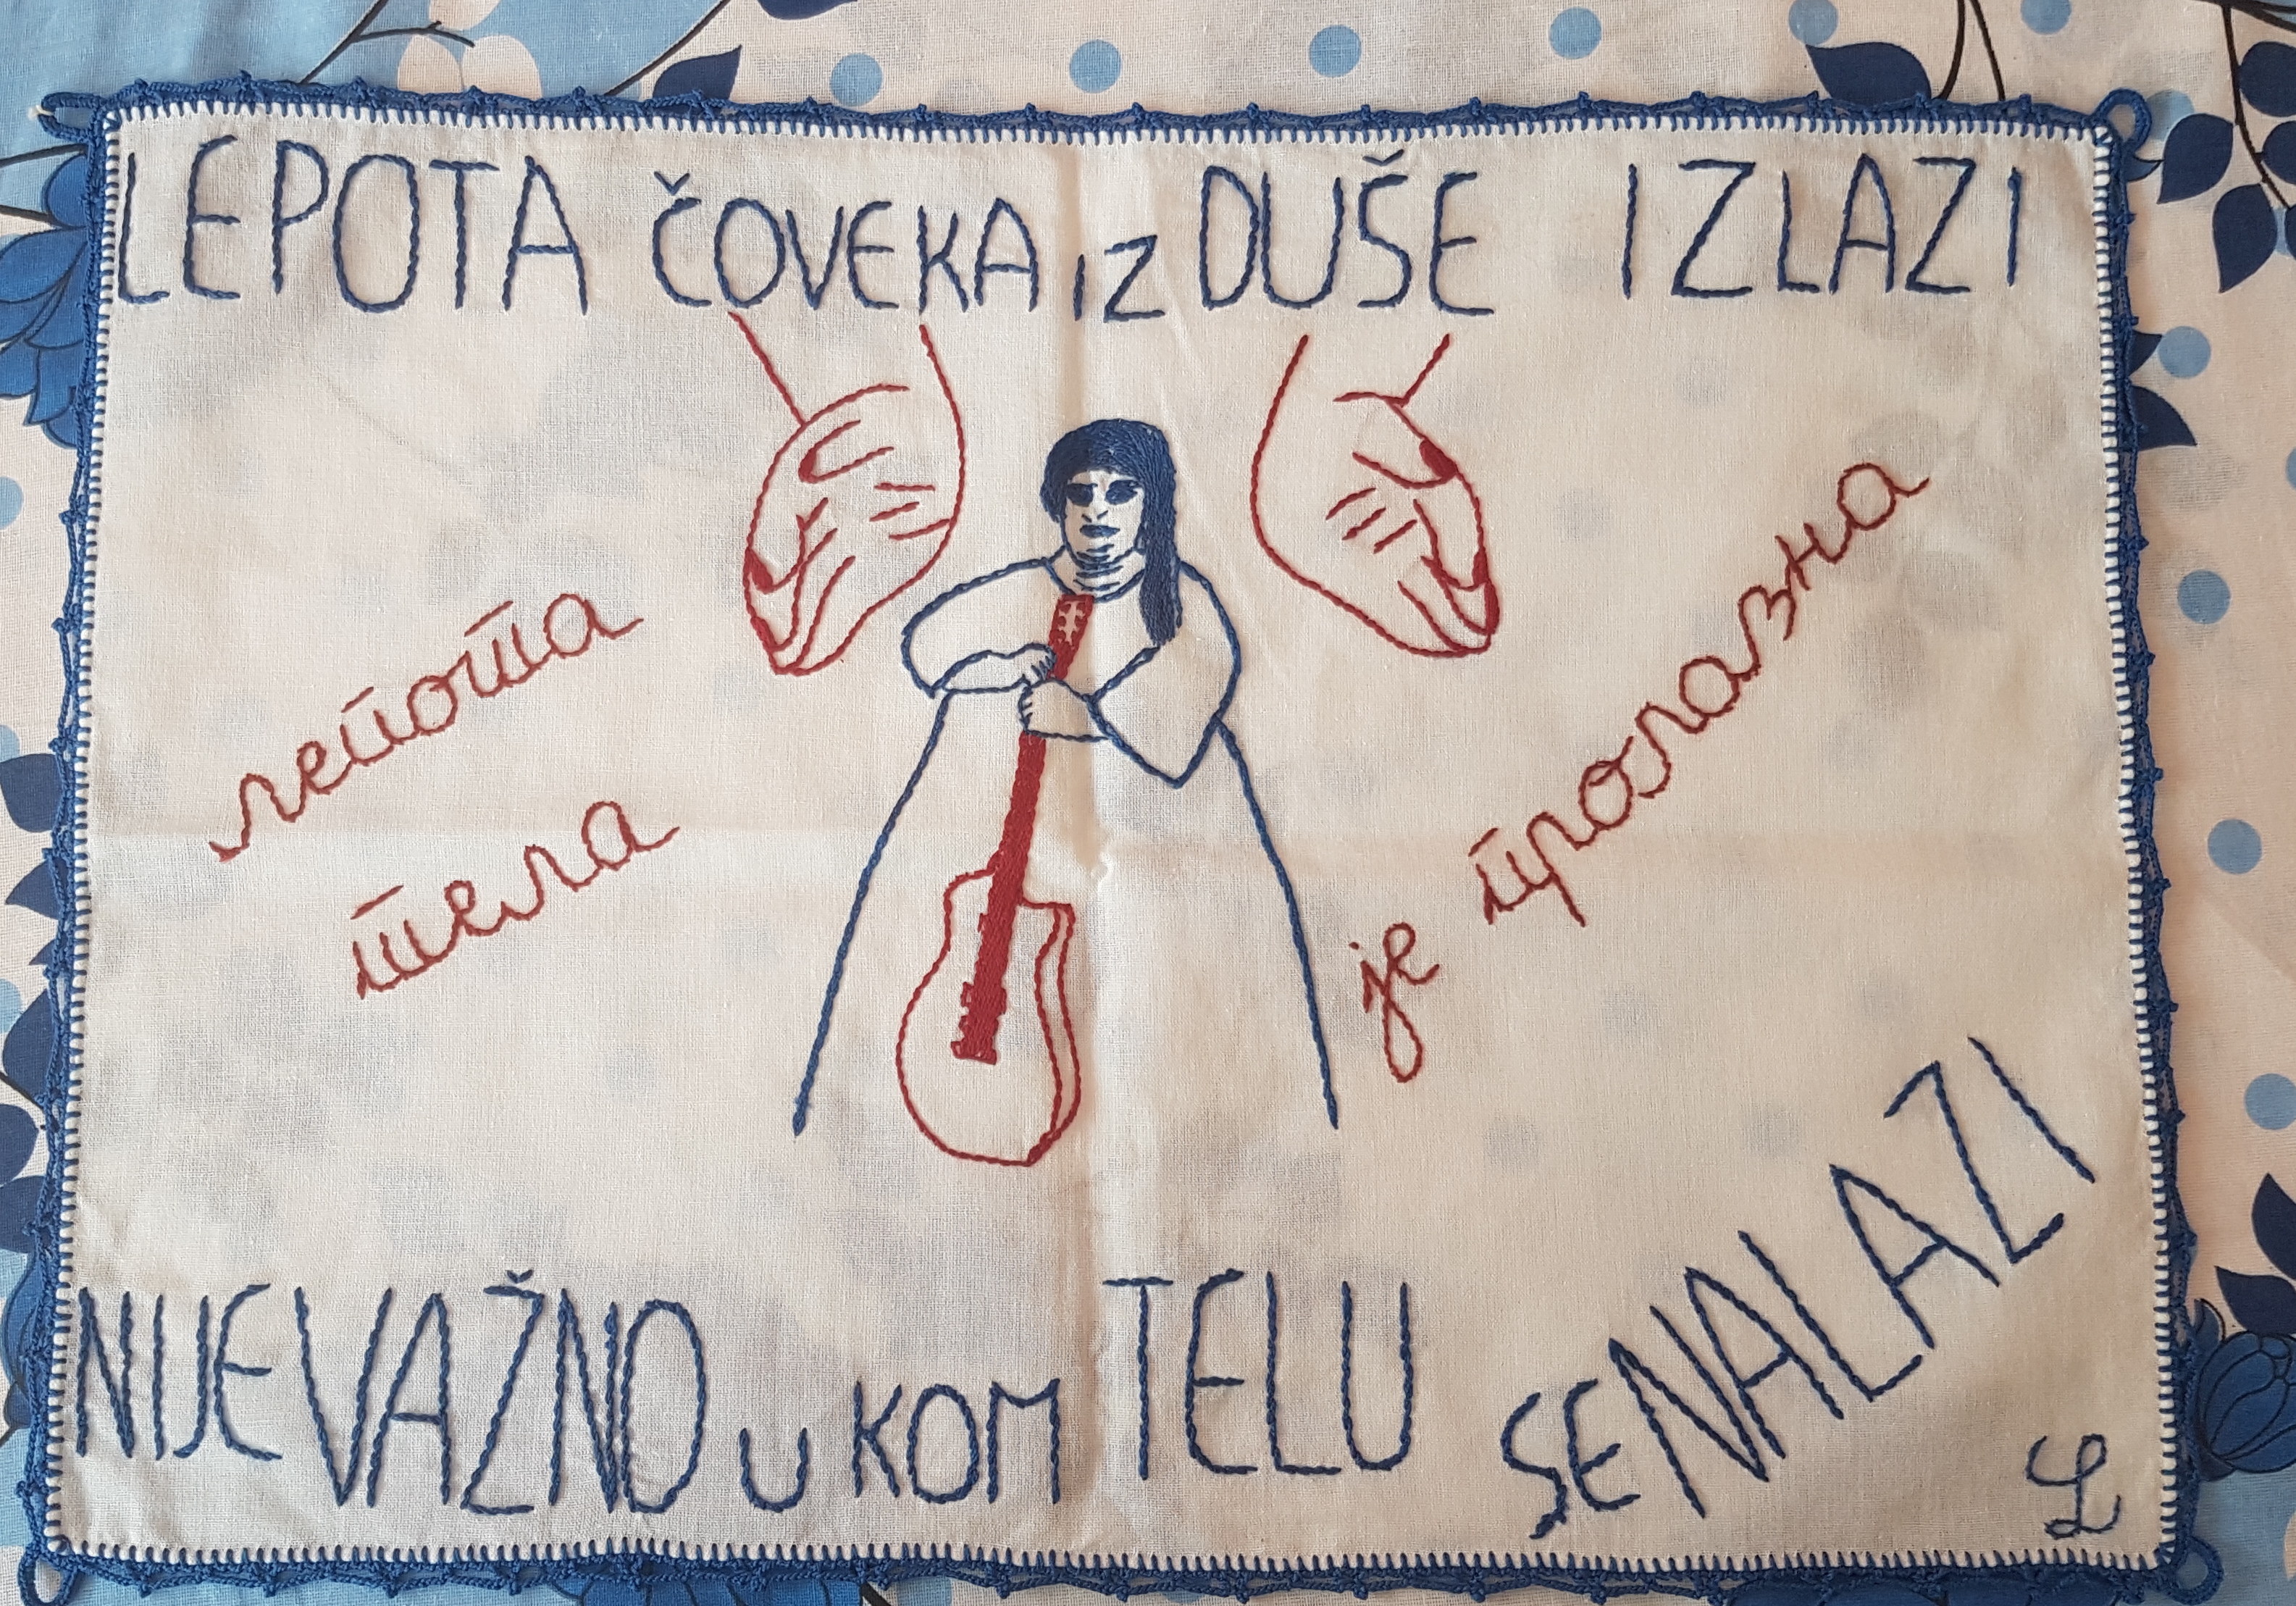 LEPOTA ČOVEKA IZ DUŠE IZLAZI
лепота
тела
је пролазна
NIJE VAŽNO U KOM TELU SE NALAZI
L